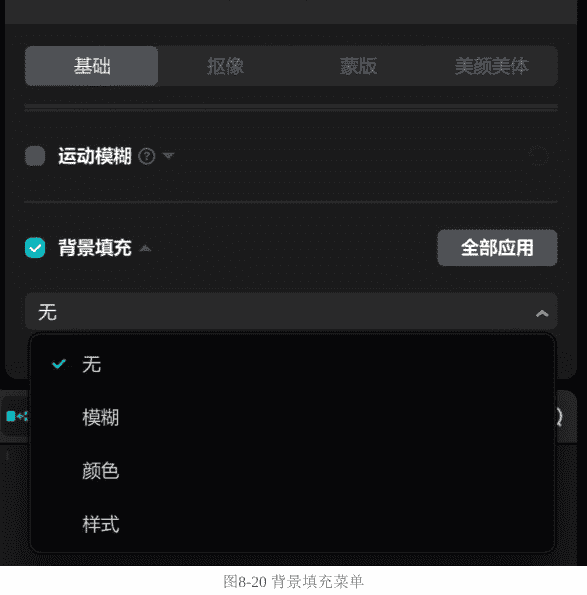 基础 抠像 蒙版 美颜美体
运动模糊 ?
背景填充 全部应用
无
无
模糊
颜色
样式
图8-20 背景填充菜单